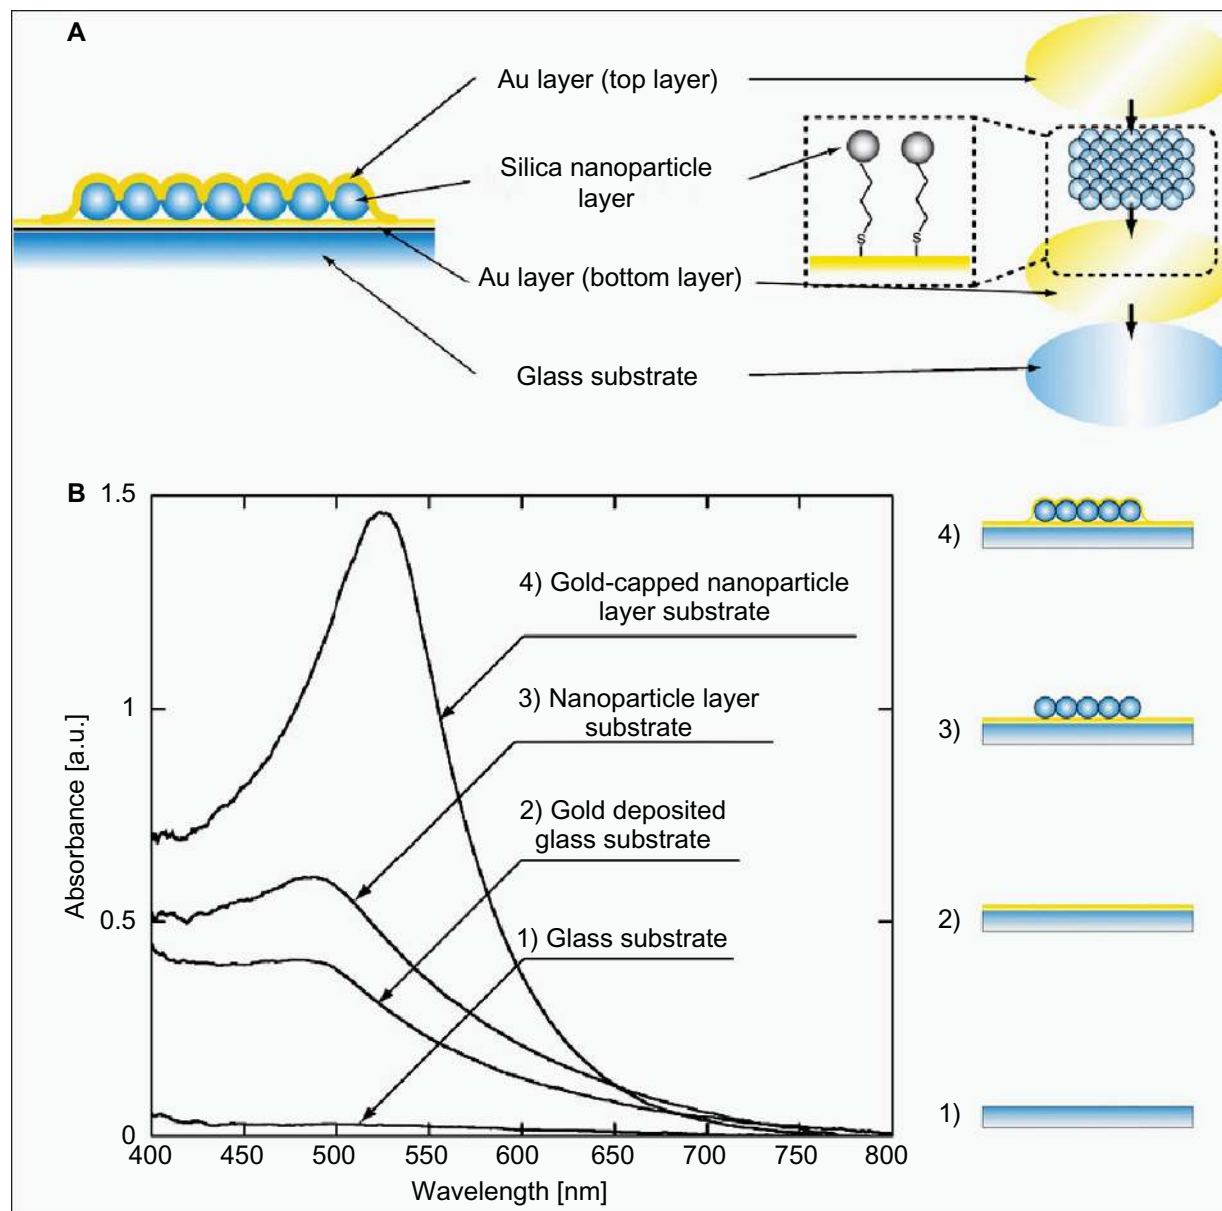 A
Au layer (top layer)
Silica nanoparticle
layer
S
S
Au layer (bottom layer)
Glass substrate
B
1.5
1
0.5
0
Absorbance [a.u.]
4) Gold-capped nanoparticle
layer substrate
3) Nanoparticle layer
substrate
2) Gold deposited
glass substrate
1) Glass substrate
400
450
500
550
600
650
700
750
800
Wavelength [nm]
4)
3)
2)
1)